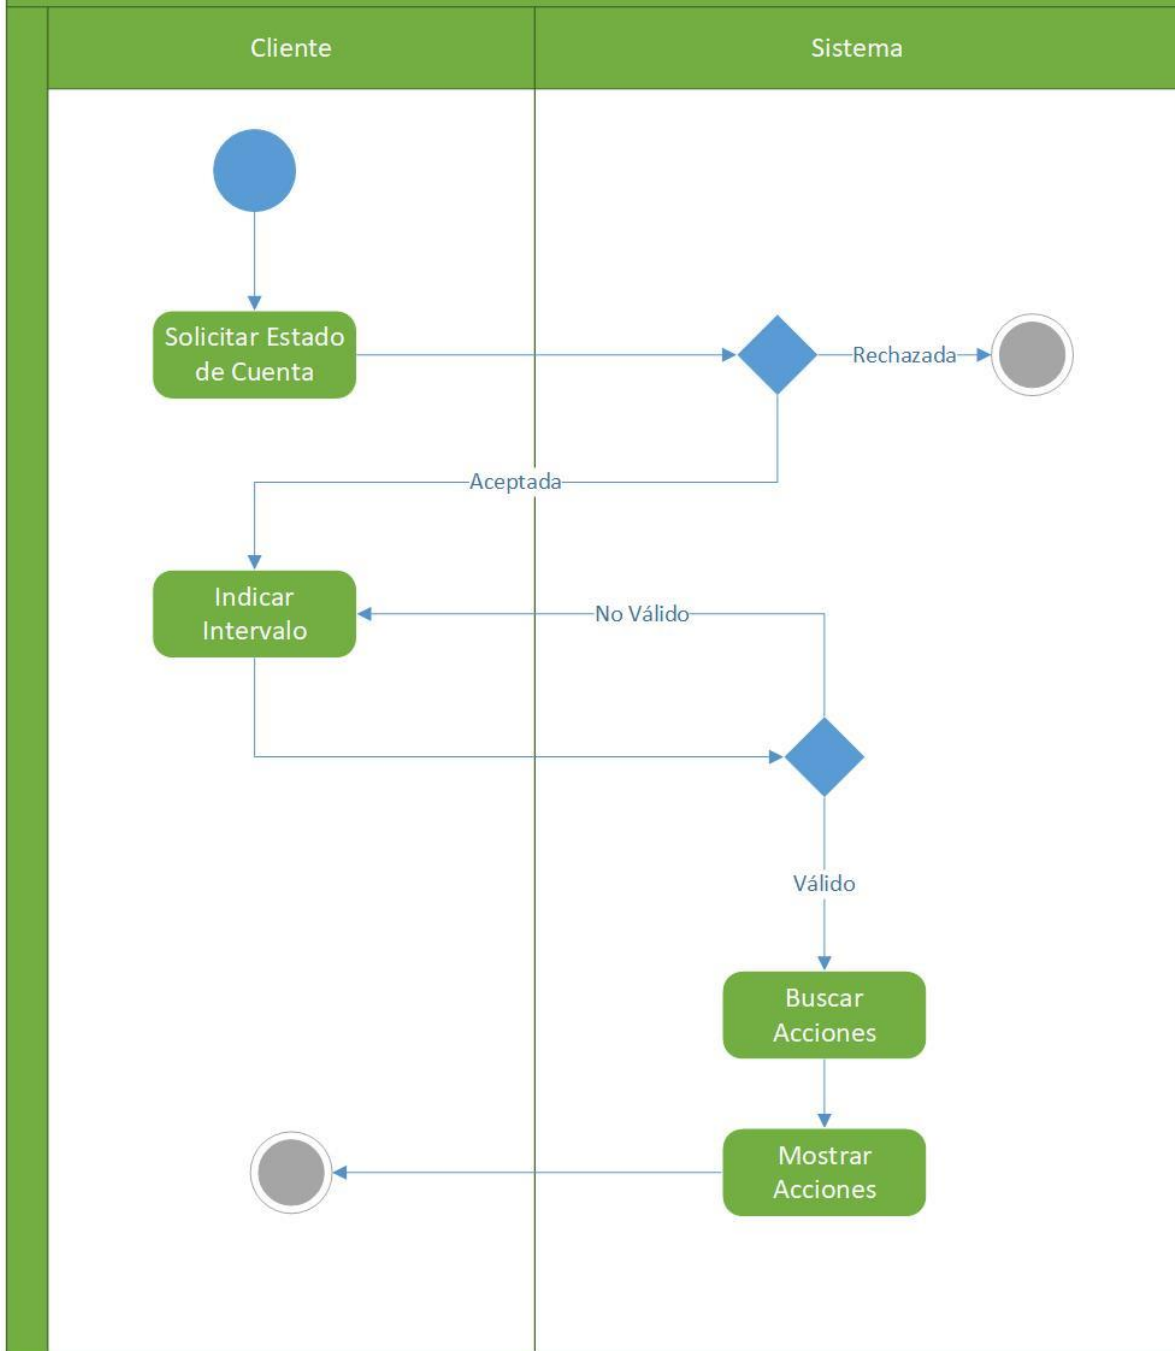 Cliente
Sistema
Solicitar Estado
de Cuenta
Rechazada
Aceptada
Indicar
Intervalo
No Válido
Válido
Buscar
Acciones
Mostrar
Acciones